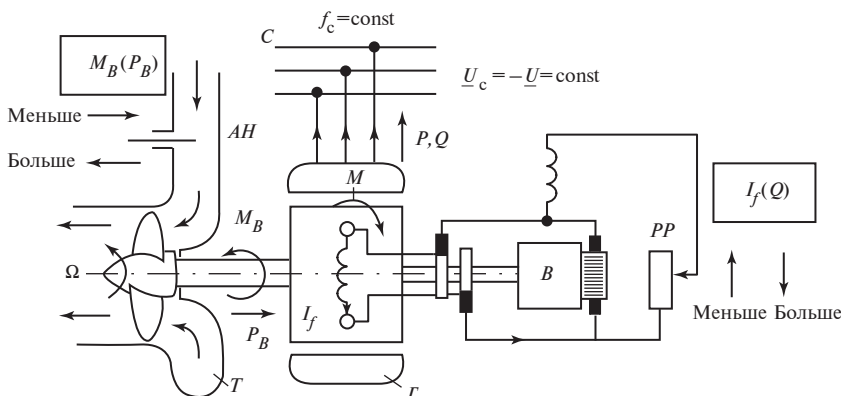 f_c=const
C
M_B(P_B)
U_c=−U=const
Меньше
AH
P,Q
Больше
M
I_f(Q)
M_B
PP
Ω
B
I_f
P_B
Меньше Больше
T
Г